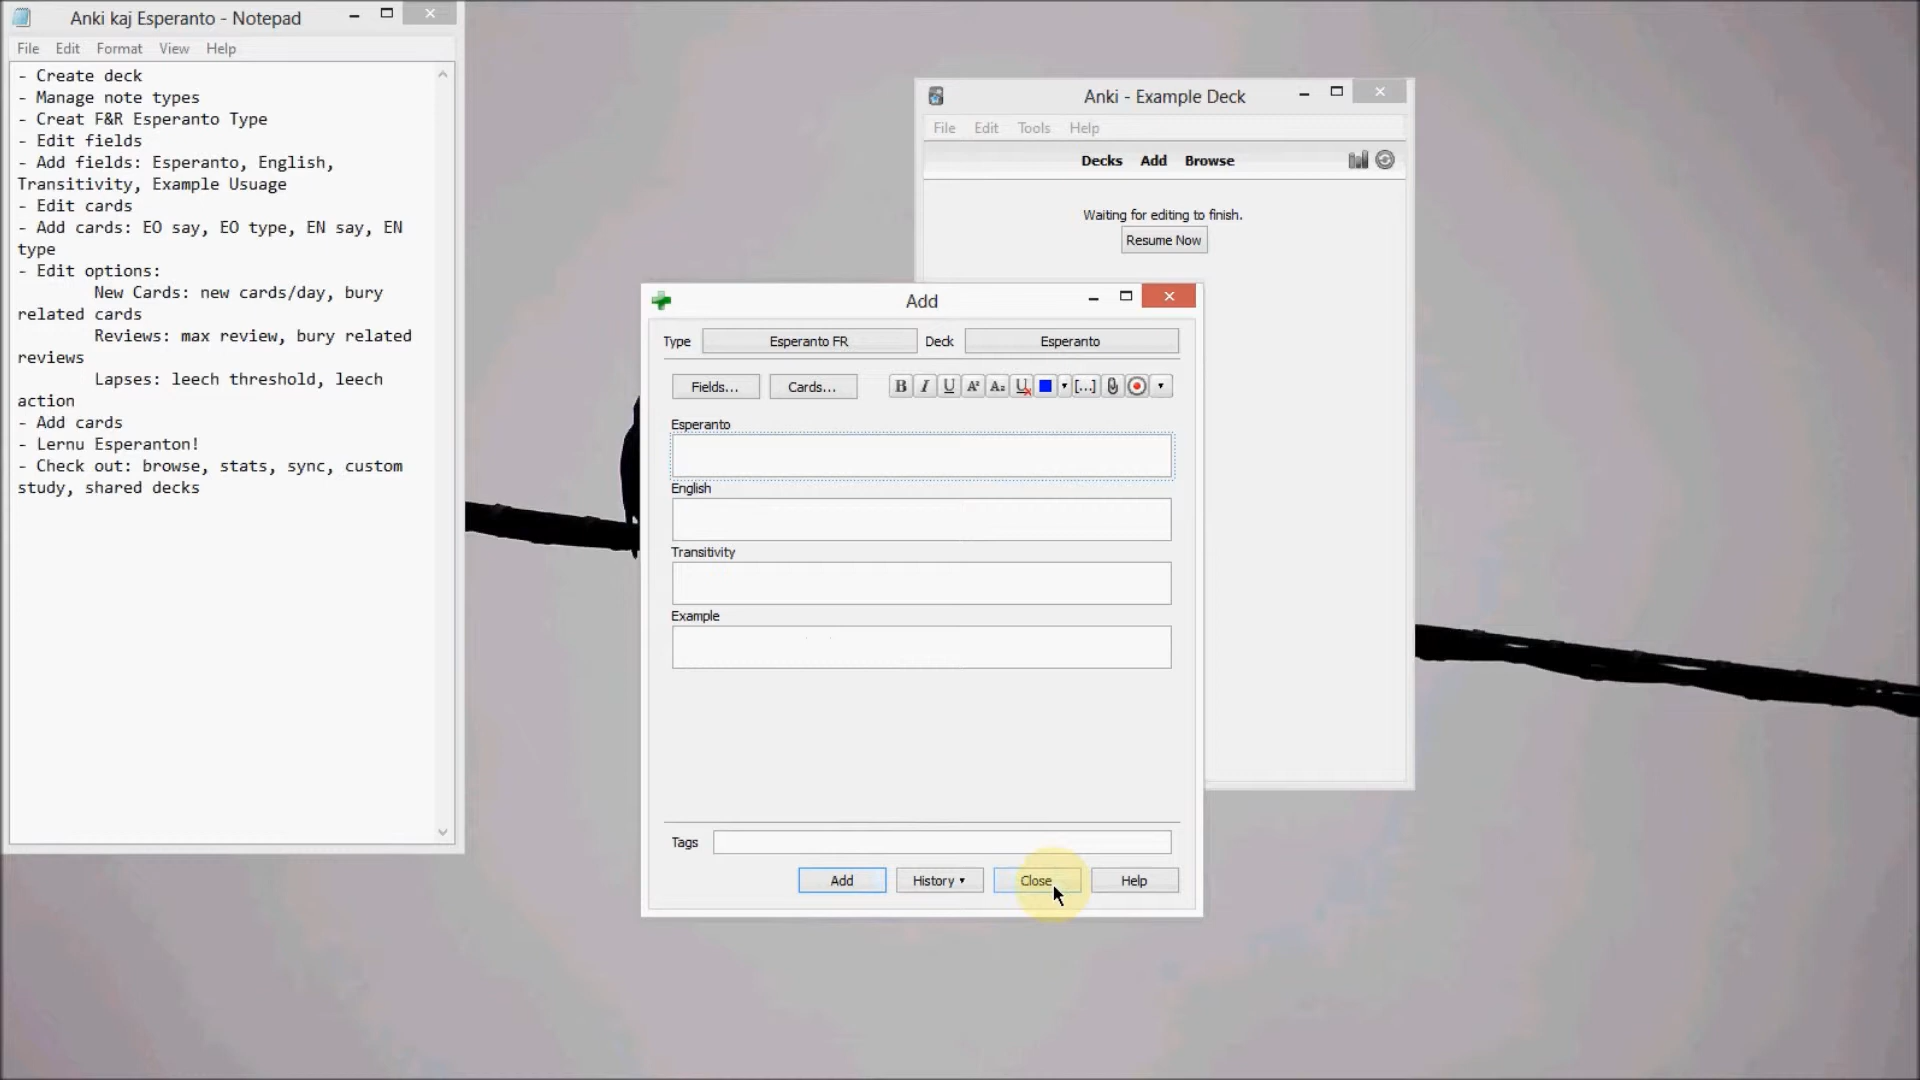 Anki kaj Esperanto - Notepad
File Edit Format View Help
- Create deck
- Manage note types
- Creat F&R Esperanto Type
- Edit fields
- Add fields: Esperanto, English,
Transitivity, Example Usuage
- Edit cards
- Add cards: EO say, EO type, EN say, EN
type
- Edit options:
New Cards: new cards/day, bury
related cards
Reviews: max review, bury related
reviews
Lapses: leech threshold, leech
action
- Add cards
- Lernu Esperanton!
- Check out: browse, stats, sync, custom
study, shared decks
Anki - Example Deck
File Edit Tools Help
Decks Add Browse
Waiting for editing to finish.
Resume Now
Add
Type Esperanto FR Deck Esperanto
Fields... Cards... B I U A² A₂ U [...]
Esperanto
English
Transitivity
Example
Tags
Add History ▾ Close Help